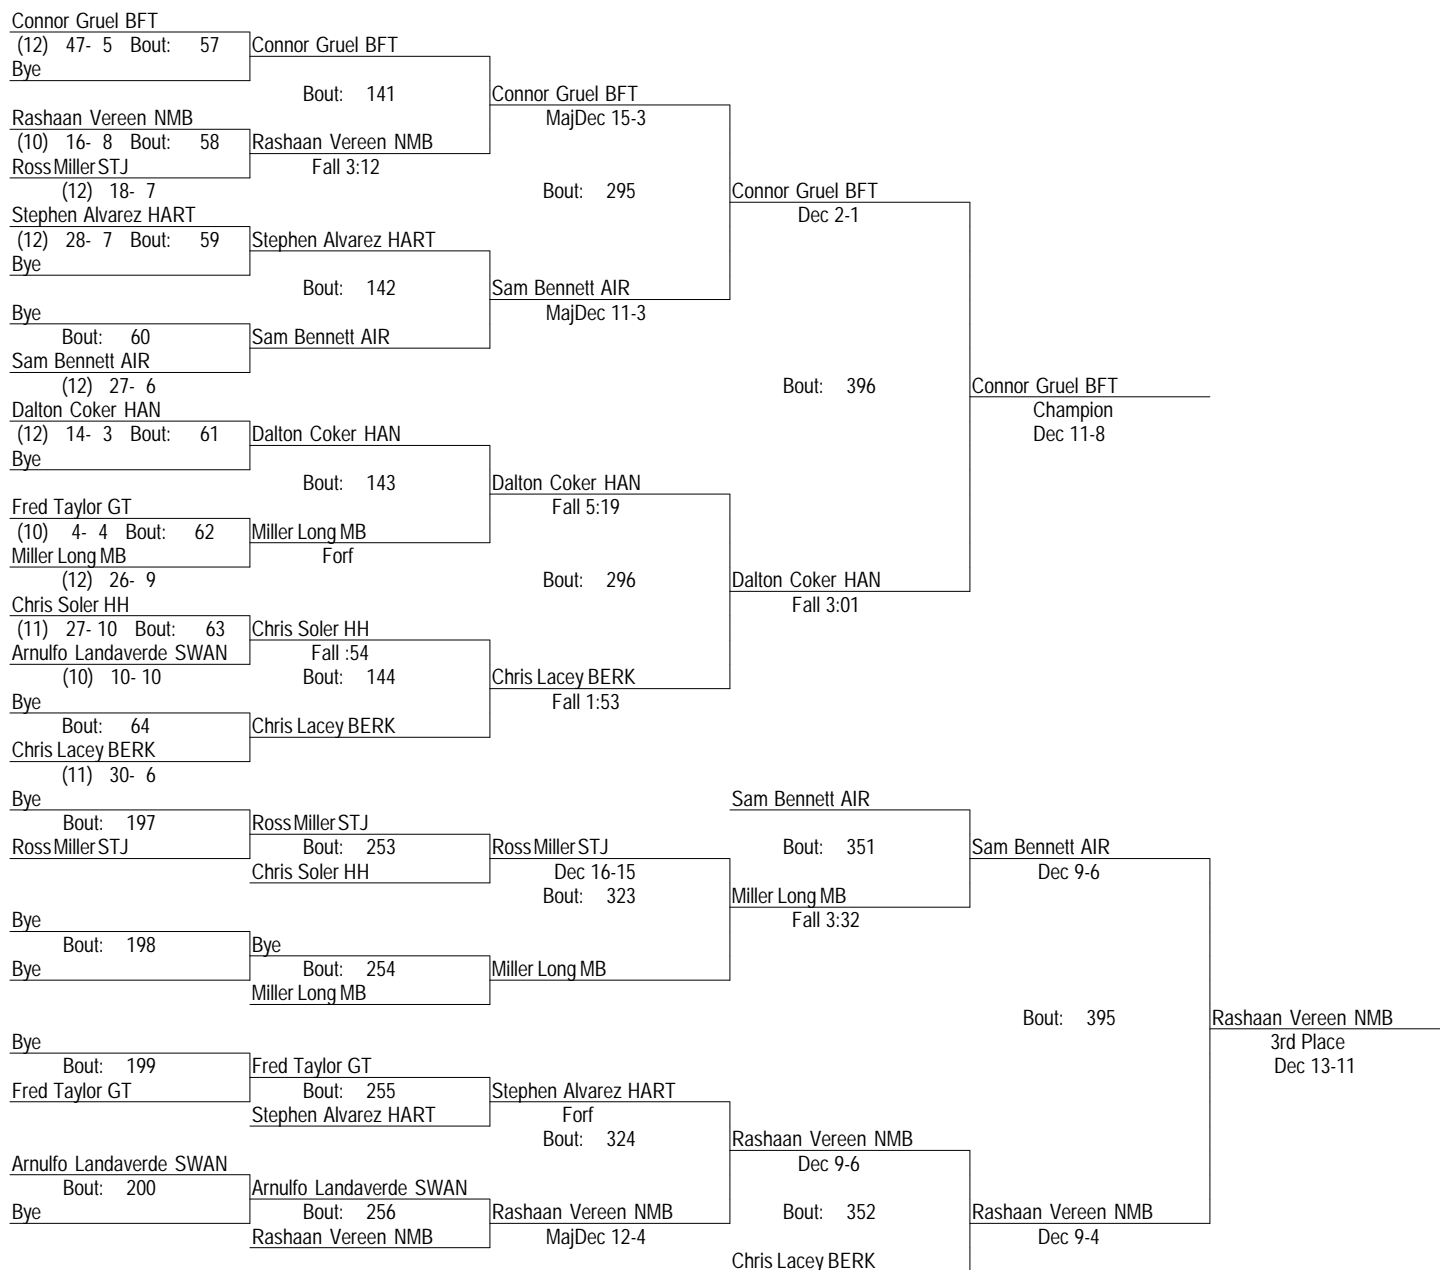 Connor Gruel BFT
(12) 47- 5 Bout: 57 Connor Gruel BFT
Bye
Bout: 141 Connor Gruel BFT
Rashaan Vereen NMB MajDec 15-3
(10) 16- 8 Bout: 58 Rashaan Vereen NMB
Ross Miller STJ Fall 3:12
(12) 18- 7 Bout: 295 Connor Gruel BFT
Stephen Alvarez HART Dec 2-1
(12) 28- 7 Bout: 59 Stephen Alvarez HART
Bye
Bout: 142 Sam Bennett AIR
Bye MajDec 11-3
Bout: 60 Sam Bennett AIR
Sam Bennett AIR
(12) 27- 6 Bout: 396 Connor Gruel BFT
Dalton Coker HAN Champion
(12) 14- 3 Bout: 61 Dalton Coker HAN Dec 11-8
Bye
Bout: 143 Dalton Coker HAN
Fred Taylor GT Fall 5:19
(10) 4- 4 Bout: 62 Miller Long MB
Miller Long MB Forf
(12) 26- 9 Bout: 296 Dalton Coker HAN
Chris Soler HH Fall 3:01
(11) 27- 10 Bout: 63 Chris Soler HH
Arnulfo Landaverde SWAN Fall :54
(10) 10- 10 Bout: 144 Chris Lacey BERK
Bye Fall 1:53
Bout: 64 Chris Lacey BERK
Chris Lacey BERK
(11) 30- 6
Bye Sam Bennett AIR
Bout: 197 Ross Miller STJ
Ross Miller STJ Bout: 253 Ross Miller STJ Bout: 351 Sam Bennett AIR
Chris Soler HH Dec 16-15 Dec 9-6
Bout: 323 Miller Long MB
Bye Fall 3:32
Bout: 198 Bye
Bye Bout: 254 Miller Long MB
Miller Long MB
Bout: 395 Rashaan Vereen NMB
Bye 3rd Place
Bout: 199 Fred Taylor GT Dec 13-11
Fred Taylor GT Bout: 255 Stephen Alvarez HART
Stephen Alvarez HART Forf
Bout: 324 Rashaan Vereen NMB
Arnulfo Landaverde SWAN Dec 9-6
Bout: 200 Arnulfo Landaverde SWAN
Bye Bout: 256 Rashaan Vereen NMB Bout: 352 Rashaan Vereen NMB
Rashaan Vereen NMB MajDec 12-4 Dec 9-4
Chris Lacey BERK